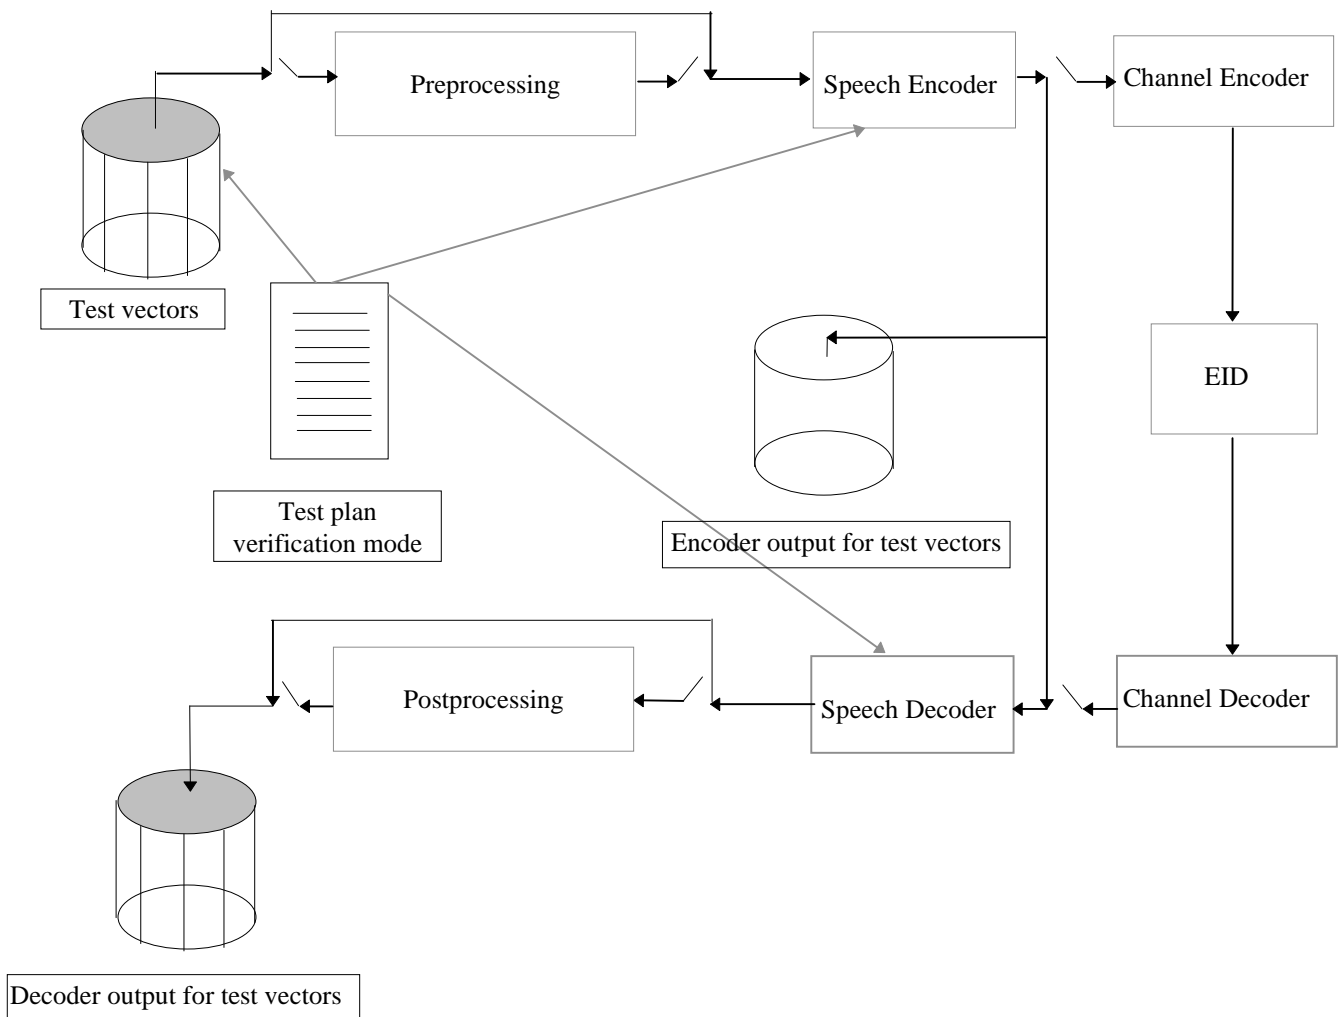 Preprocessing
Speech Encoder
Channel Encoder
Test vectors
EID
Test plan
verification mode
Encoder output for test vectors
Postprocessing
Speech Decoder
Channel Decoder
Decoder output for test vectors